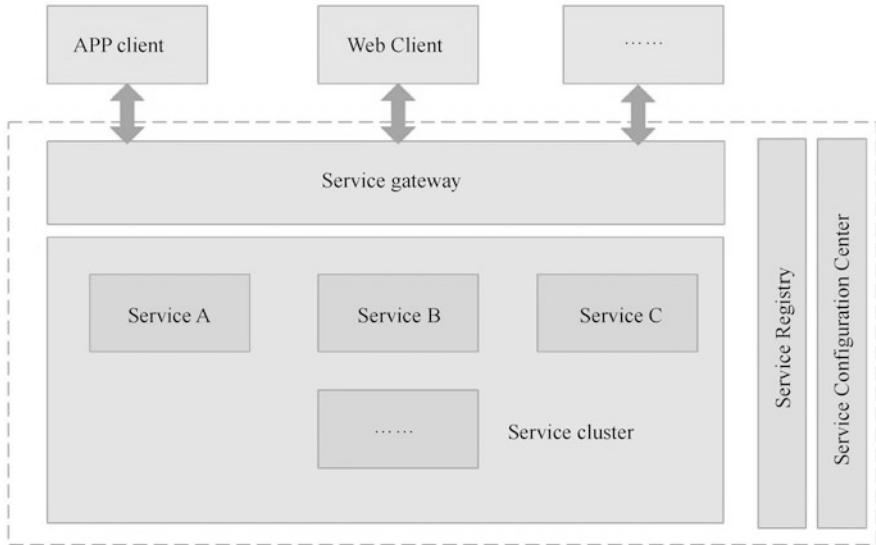 APP client
Web Client
……
Service gateway
Service A
Service B
Service C
……
Service cluster
Service Registry
Service Configuration Center